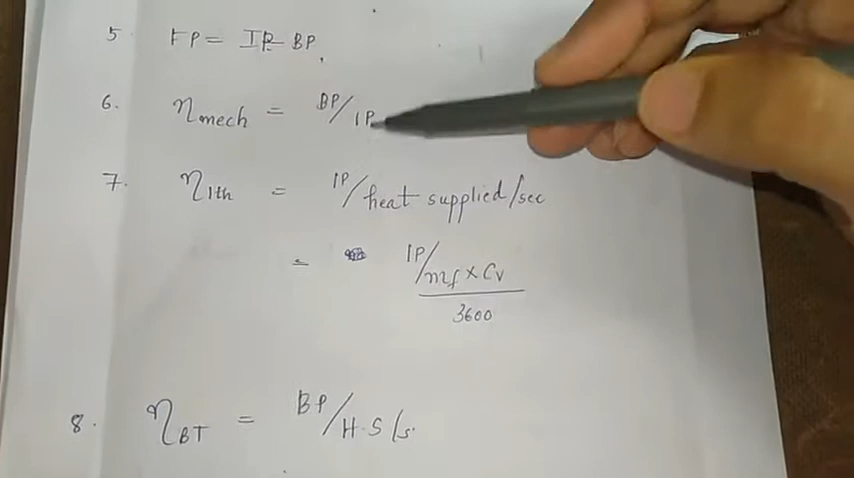 5. FP = IP - BP.
6. ηmech = BP/IP
7. ηIth = IP/heat supplied/sec
= IP/mf × Cv
3600
8. ηBT = BP/H.S/s.